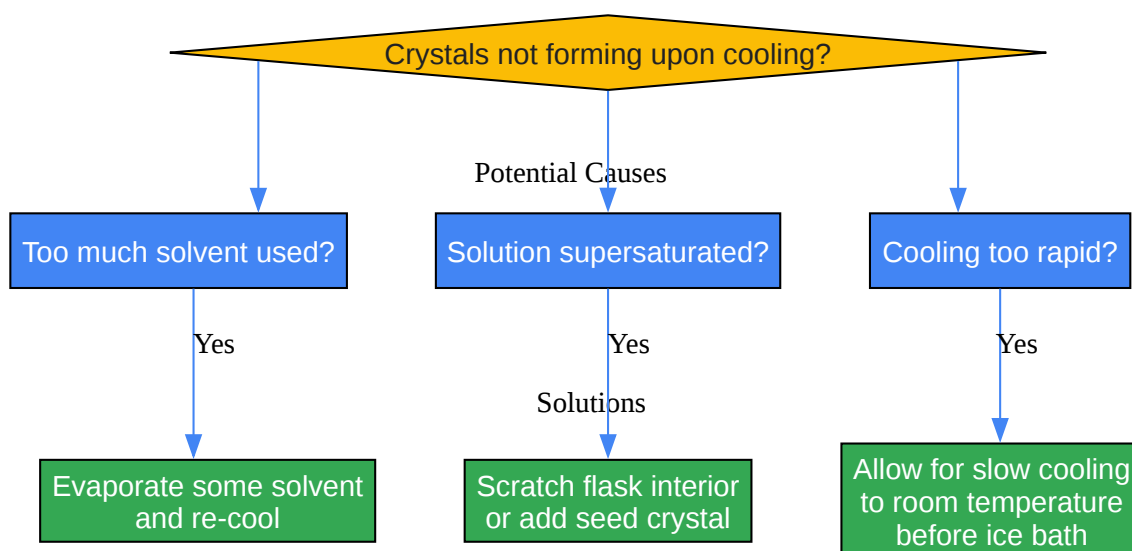 Crystals not forming upon cooling?
Potential Causes
Too much solvent used?
Solution supersaturated?
Cooling too rapid?
Yes
Yes
Yes
Solutions
Evaporate some solvent
and re-cool
Scratch flask interior
or add seed crystal
Allow for slow cooling
to room temperature
before ice bath